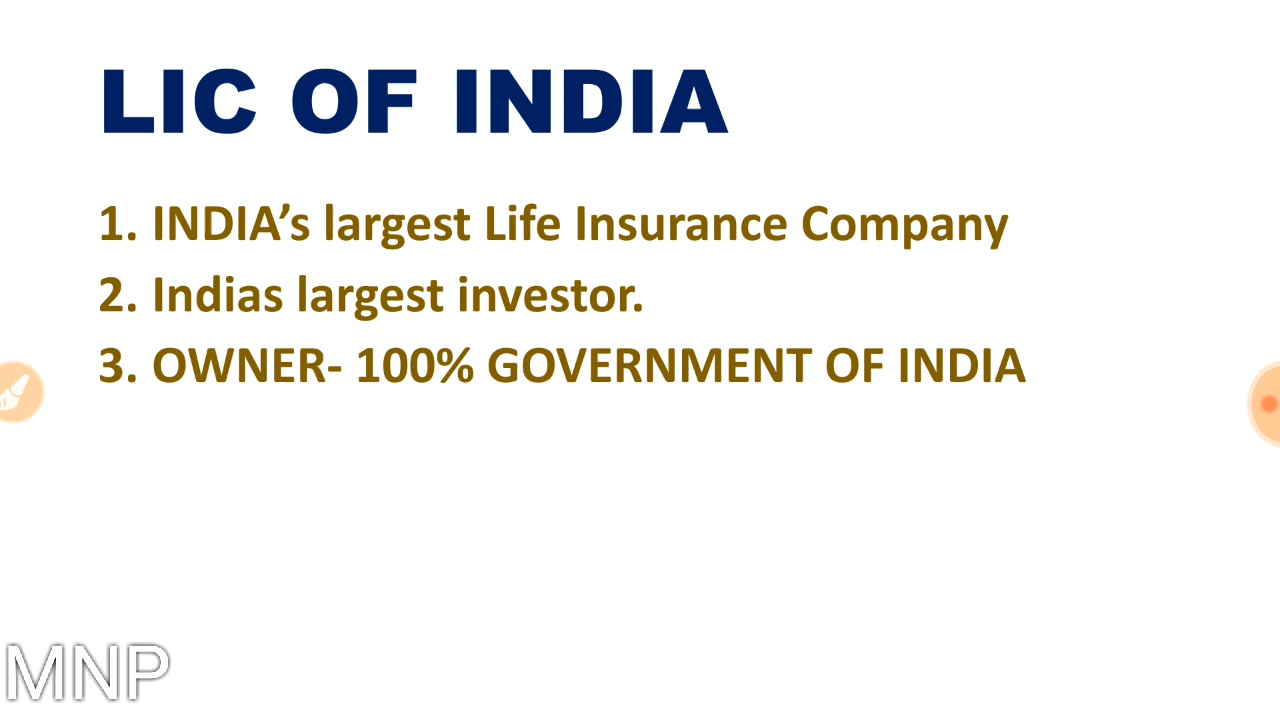 LIC OF INDIA
1. INDIA’s largest Life Insurance Company
2. Indias largest investor.
3. OWNER- 100% GOVERNMENT OF INDIA
MNP